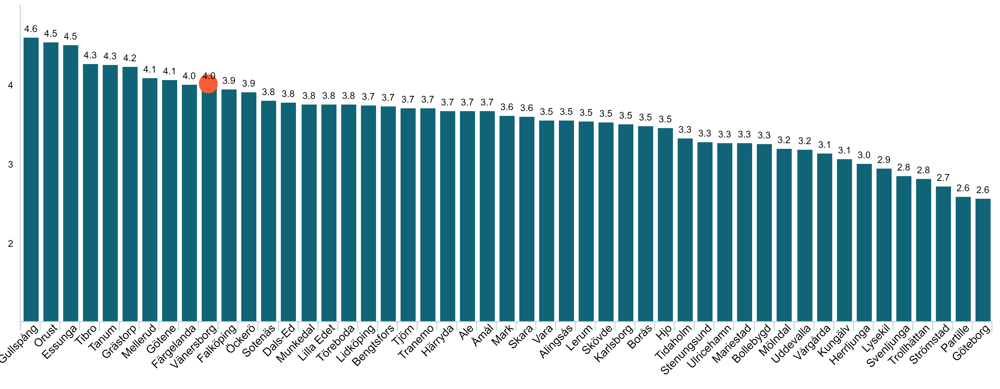 4.6 4.5 4.5 4.3 4.3 4.2 4.1 4.1 4.0 4.0 3.9 3.9 3.8 3.8 3.8 3.8 3.8 3.7 3.7 3.7 3.7 3.7 3.7 3.7 3.6 3.6 3.5 3.5 3.5 3.5 3.5 3.5 3.5 3.3 3.3 3.3 3.3 3.3 3.2 3.2 3.1 3.1 3.0 2.9 2.8 2.8 2.7 2.6 2.6
4
3
2
Gullspång
Orust
Essunga
Tibro
Tanum
Grästorp
Mellerud
Götene
Färgelanda
Vänersborg
Falköping
Öckerö
Sotenäs
Dals-Ed
Munkedal
Lilla Edet
Töreboda
Lidköping
Bengtsfors
Tjörn
Tranemo
Härryda
Ale
Åmål
Mark
Skara
Vara
Alingsås
Lerum
Skövde
Karlsborg
Borås
Hjo
Tidaholm
Stenungsund
Ulricehamn
Mariestad
Bollebygd
Mölndal
Uddevalla
Vårgårda
Kungälv
Herrljunga
Lysekil
Svenljunga
Trollhättan
Strömstad
Partille
Göteborg